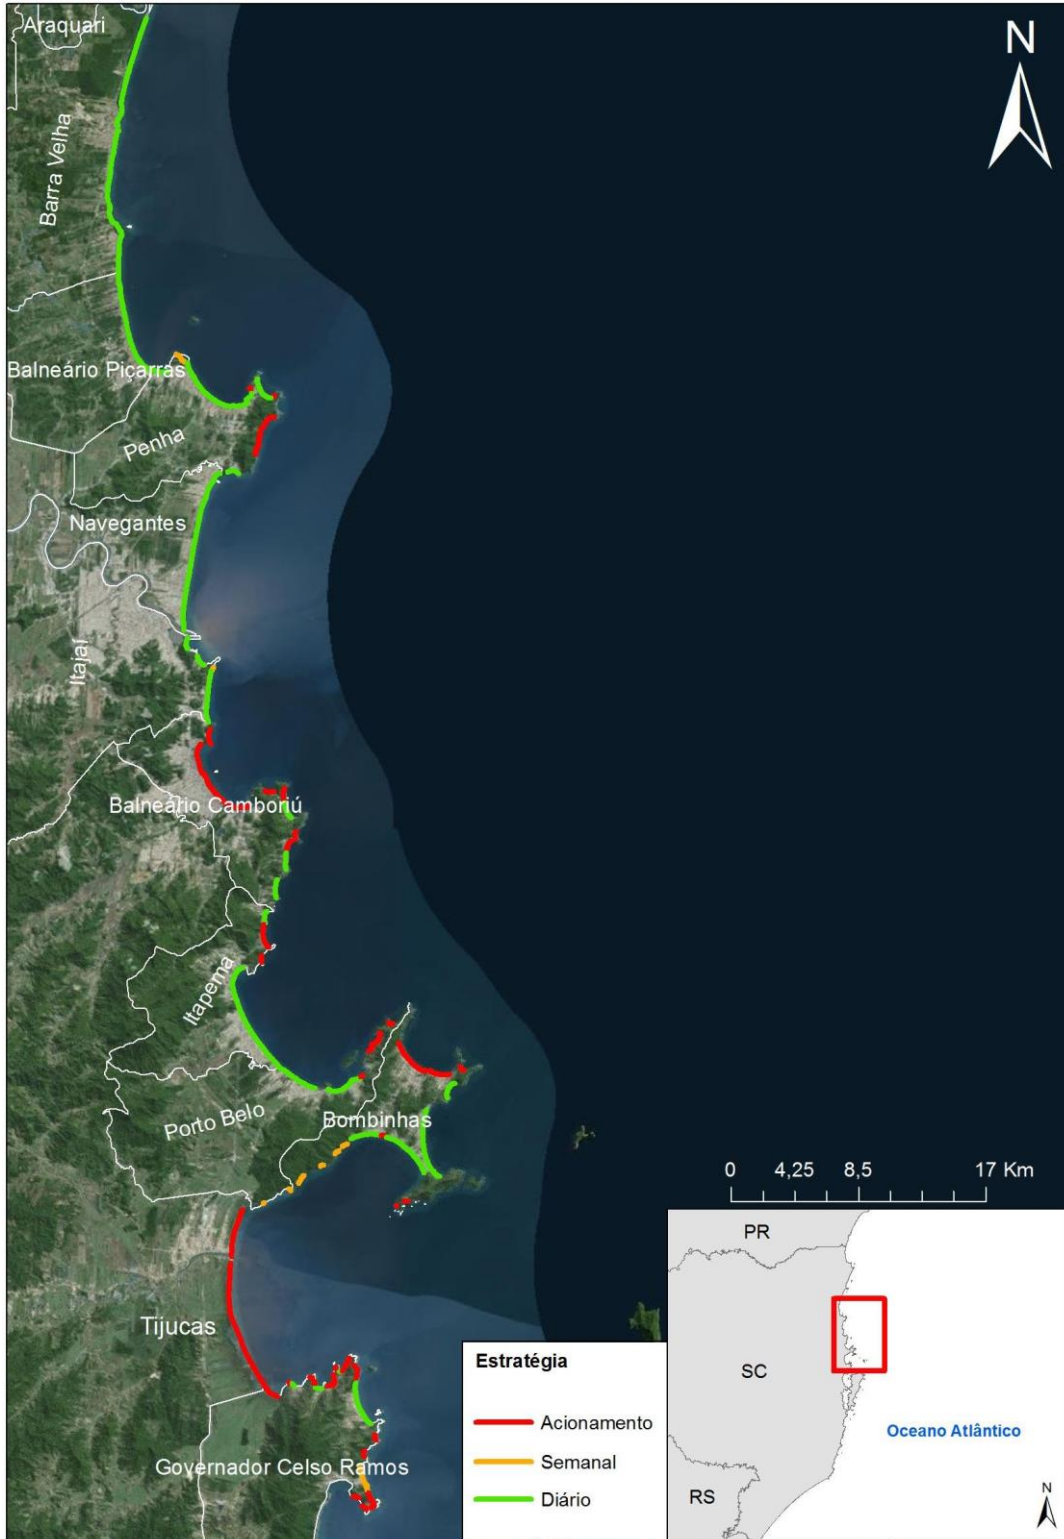 Araquari
N
Barra Velha
Balneário Piçarras
Penha
Navegantes
Itajaí
Balneário Camboriú
Itapema
Porto Belo
Bombinhas
0 4,25 8,5 17 Km
Tijucas
Governador Celso Ramos
Estratégia
Acionamento
Semanal
Diário
PR
SC
Oceano Atlântico
RS
N